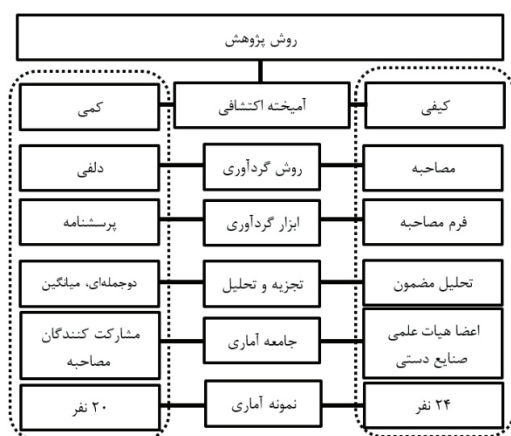 روش پژوهش
کیفی
آمیخته اکتشافی
کمی
مصاحبه
روش گردآوری
دلفی
فرم مصاحبه
ابزار گردآوری
پرسشنامه
تحلیل مضمون
تجزیه و تحلیل
دوجمله‌ای، میانگین
اعضا هیات علمی
صنایع دستی
جامعه آماری
مشارکت کنندگان
مصاحبه
۲۴ نفر
نمونه آماری
۲۰ نفر